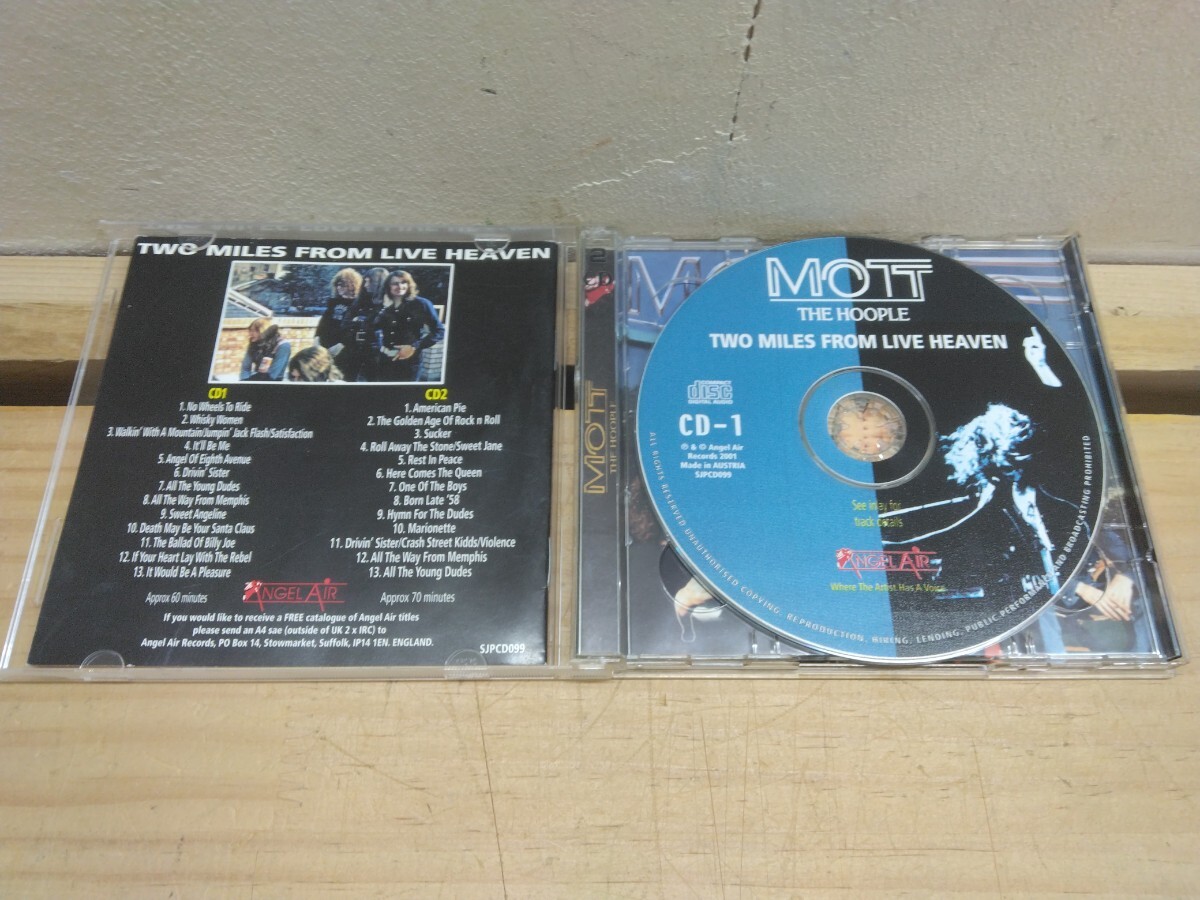 TWO MILES FROM LIVE HEAVEN
CD1
1. No Wheels To Ride
2. Whisky Women
3. Walkin' With A Mountain/Jumpin' Jack Flash/Satisfaction
4. It'll Be Me
5. Angel Of Eighth Avenue
6. Drivin' Sister
7. All The Young Dudes
8. All The Way From Memphis
9. Sweet Angeline
10. Death May Be Your Santa Claus
11. The Ballad Of Billy Joe
12. If Your Heart Lay With The Rebel
13. It Would Be A Pleasure
Approx 60 minutes
CD2
1. American Pie
2. The Golden Age Of Rock n Roll
3. Sucker
4. Roll Away The Stone/Sweet Jane
5. Rest In Peace
6. Here Comes The Queen
7. One Of The Boys
8. Born Late '58
9. Hymn For The Dudes
10. Marionette
11. Drivin' Sister/Crash Street Kidds/Violence
12. All The Way From Memphis
13. All The Young Dudes
Approx 70 minutes
ANGEL AIR
If you would like to receive a FREE catalogue of Angel Air titles
please send an A4 sae (outside of UK 2 x IRC) to
Angel Air Records, PO Box 14, Stowmarket, Suffolk, IP14 1EN. ENGLAND.
SJPCD099
2
MOTT
THE HOOPLE
MOTT
MOTT
THE HOOPLE
TWO MILES FROM LIVE HEAVEN
COMPACT
disc
DIGITAL AUDIO
CD-1
℗ & © Angel Air
Records 2001
Made in AUSTRIA
SJPCD099
See inlay for
track details
ANGEL AIR
Where The Artist Has A Voice
ALL RIGHTS RESERVED UNAUTHORISED COPYING, REPRODUCTION, HIRING, LENDING, PUBLIC PERFORMANCE AND BROADCASTING PROHIBITED